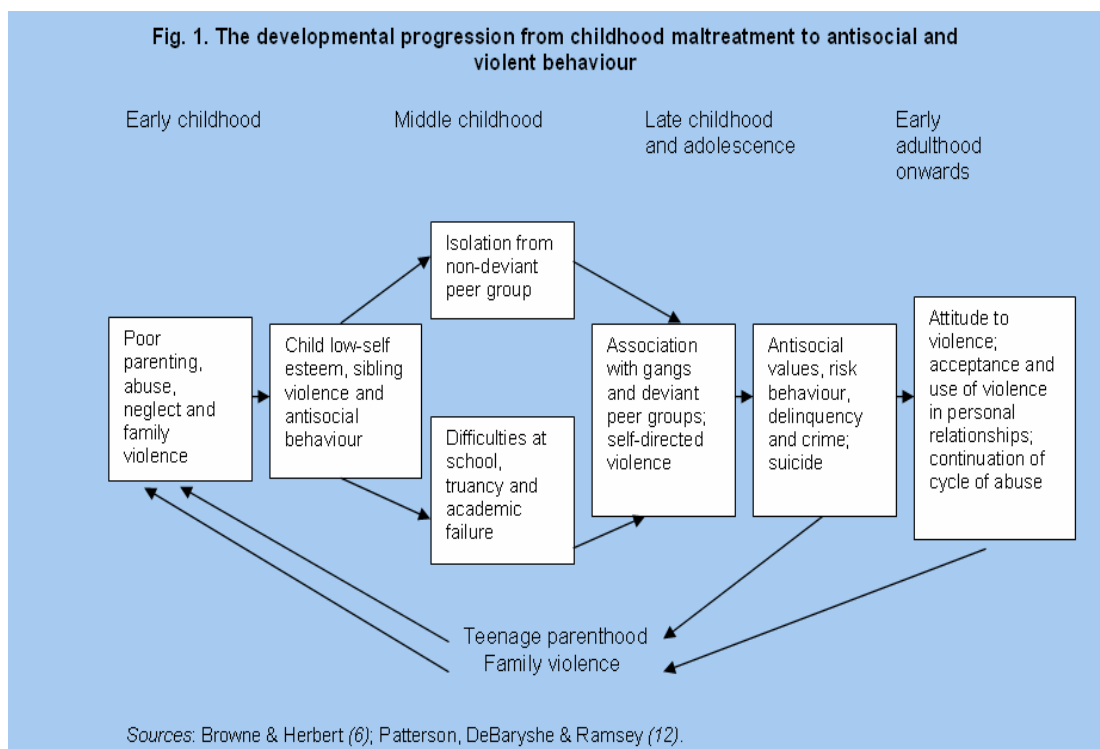 Fig. 1. The developmental progression from childhood maltreatment to antisocial and
violent behaviour
Early childhood
Middle childhood
Late childhood
and adolescence
Early
adulthood
onwards
Poor
parenting,
abuse,
neglect and
family
violence
Child low-self
esteem, sibling
violence and
antisocial
behaviour
Isolation from
non-deviant
peer group
Difficulties at
school,
truancy and
academic
failure
Association
with gangs
and deviant
peer groups;
self-directed
violence
Antisocial
values, risk
behaviour,
delinquency
and crime;
suicide
Attitude to
violence;
acceptance and
use of violence
in personal
relationships;
continuation of
cycle of abuse
Teenage parenthood
Family violence
Sources: Browne & Herbert (6); Patterson, DeBaryshe & Ramsey (12).